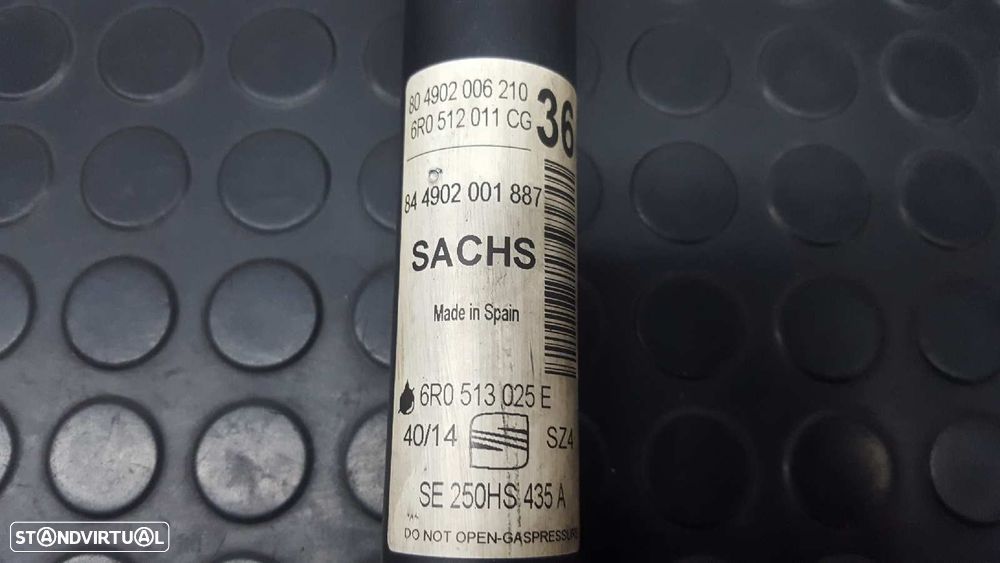 80 4902 006 210
6R0 512 011 CG
36
84 4902 001 887
SACHS
Made in Spain
6R0 513 025 E
40/14 SZ4
SE 250HS 435 A
DO NOT OPEN-GASPRESSURE
STANDVIRTUAL